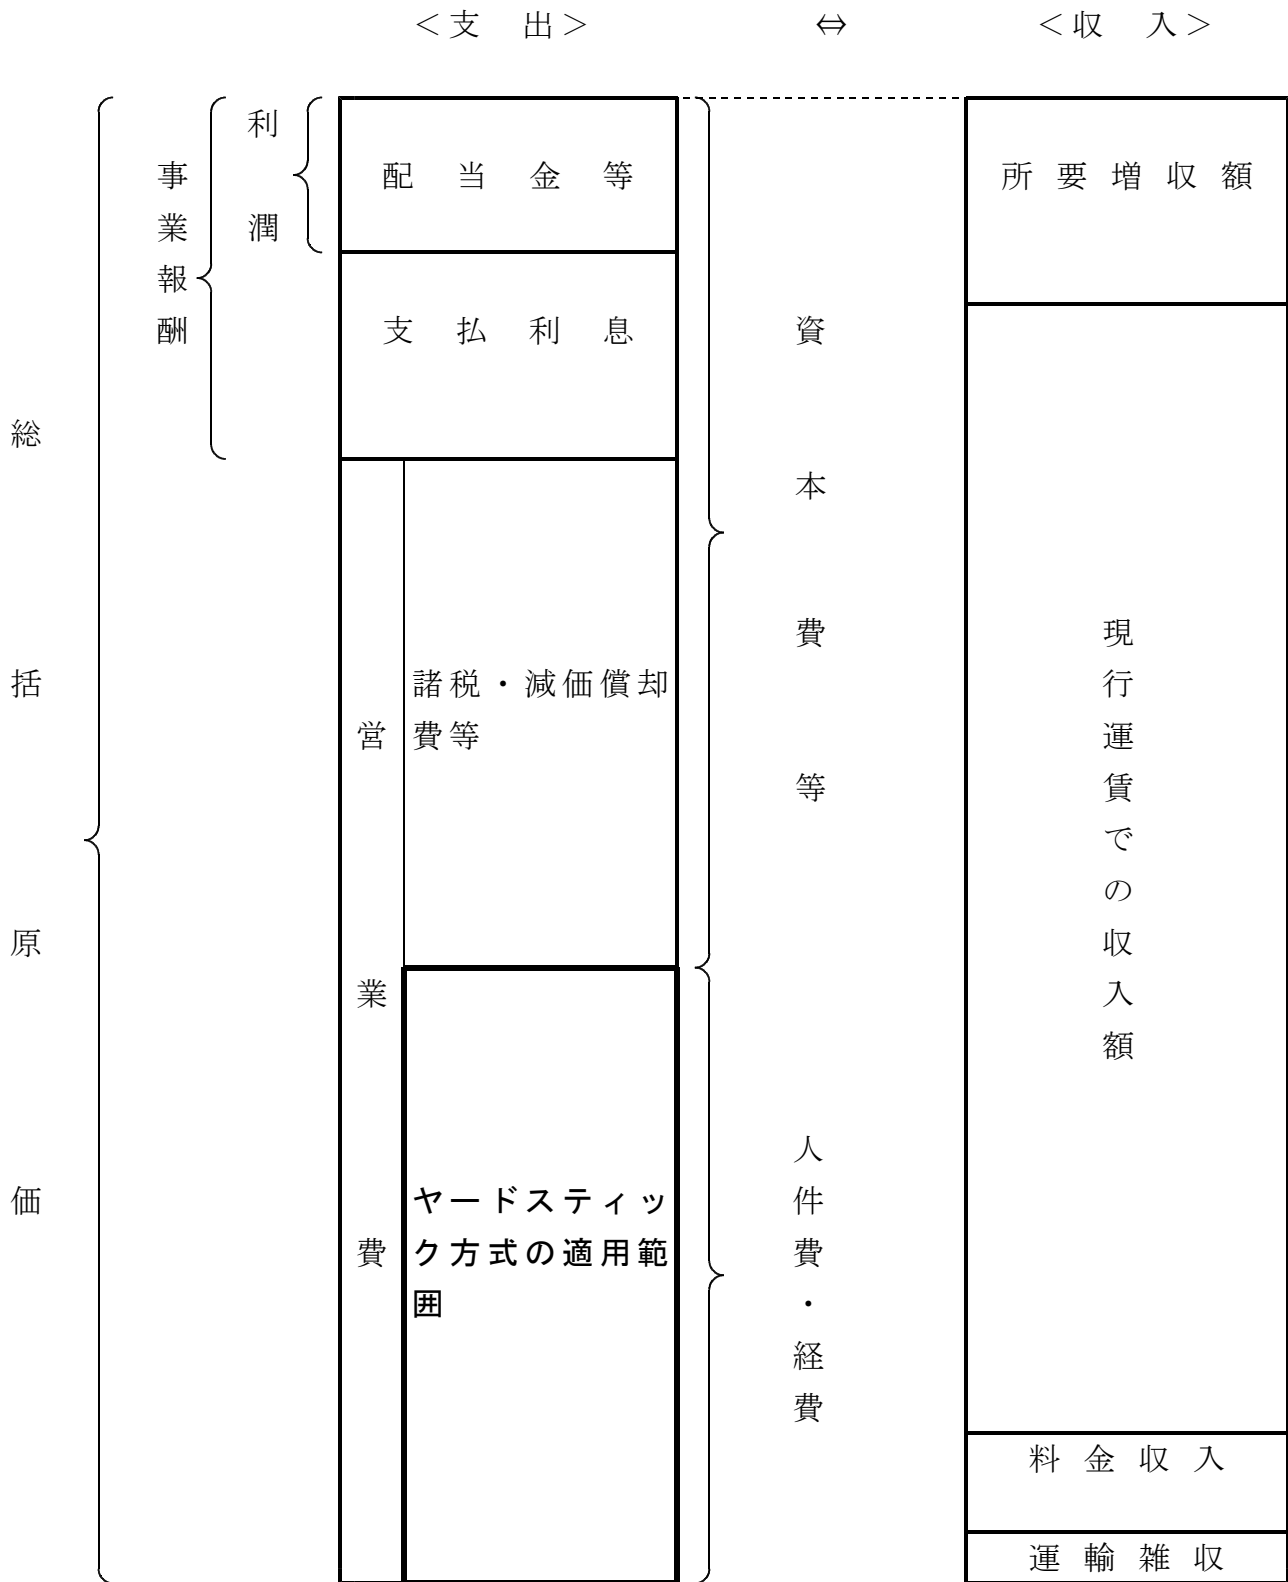 ＜支　出＞　⇔　＜収　入＞
総括原価
事業報酬
利潤
配当金等
支払利息
営業費
諸税・減価償却
費等
ヤードスティッ
ク方式の適用範
囲
資本費等
人件費・経費
所要増収額
現行運賃での収入額
料金収入
運輸雑収